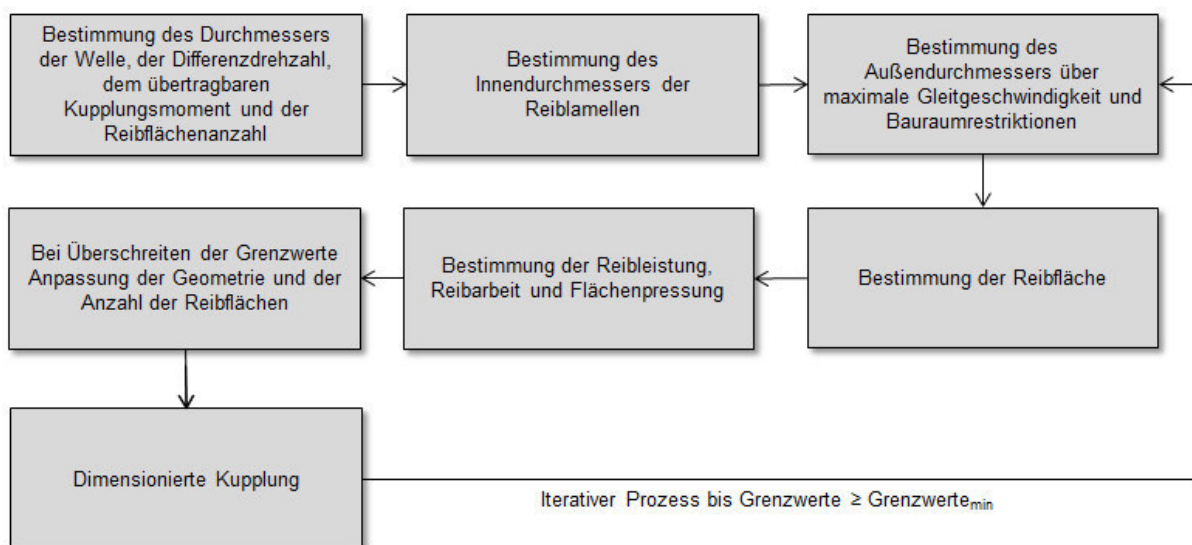 Bestimmung des Durchmessers
der Welle, der Differenzdrehzahl,
dem übertragbaren
Kupplungsmoment und der
Reibflächenanzahl
Bestimmung des
Innendurchmessers der
Reiblamellen
Bestimmung des
Außendurchmessers über
maximale Gleitgeschwindigkeit und
Bauraumrestriktionen
Bestimmung der Reibfläche
Bestimmung der Reibleistung,
Reibarbeit und Flächenpressung
Bei Überschreiten der Grenzwerte
Anpassung der Geometrie und der
Anzahl der Reibflächen
Dimensionierte Kupplung
Iterativer Prozess bis Grenzwerte ≥ Grenzwertemin